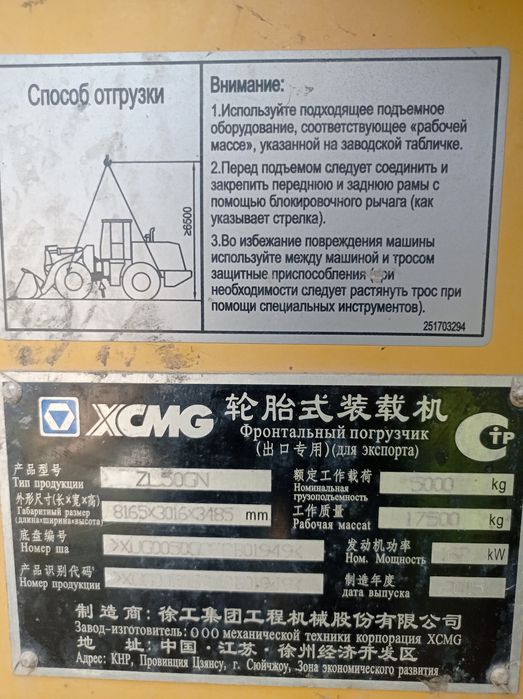 Способ отгрузки
≥6500
Внимание:
1.Используйте подходящее подъемное
оборудование, соответствующее «рабочей
массе», указанной на заводской табличке.
2.Перед подъемом следует соединить и
закрепить переднюю и заднюю рамы с
помощью блокировочного рычага (как
указывает стрелка).
3.Во избежание повреждения машины
используйте между машиной и тросом
защитные приспособления при
необходимости следует растянуть трос при
помощи специальных инструментов).
251703294
XCMG 轮胎式装载机
Фронтальный погрузчик
(出口专用)(для экспорта)
CTP
产品型号
Тип продукции ZL50GN
额定工作载荷
Номинальная
грузоподъемность 5000 kg
外形尺寸(长×宽×高)
Габаритный размер
(длина×ширина×высота) 8165×3016×3485 mm
工作质量
Рабочая массаt 17500 kg
底盘编号
Номер ша
发动机功率
Ном. Мощность kW
产品识别代码
Номер продукции
制造年度
дата выпуска
制造商:徐工集团工程机械股份有限公司
Завод-изготовитель: ООО механической техники корпорация XCMG
地 址:中国·江苏·徐州经济开发区
Адрес: КНР, Провинция Цзянсу, г. Сюйчжоу, Зона экономического развития